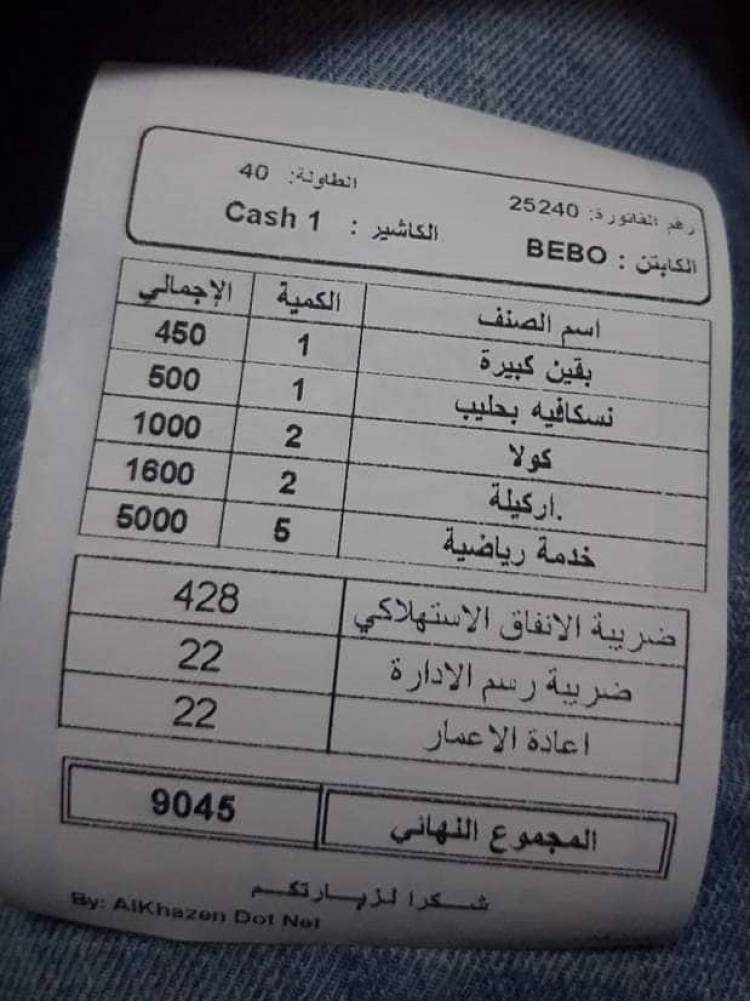 رقم الفاتورة: 25240 الطاولة: 40
الكابتن : BEBO الكاشير : Cash 1
اسم الصنف الكمية الإجمالي
بقين كبيرة 1 450
نسكافيه بحليب 1 500
كولا 2 1000
.اركيلة 2 1600
خدمة رياضية 5 5000
ضريبة الانفاق الاستهلاكي 428
ضريبة رسم الادارة 22
اعادة الاعمار 22
المجموع النهائي 9045
شكرا لزيارتكم
By: AlKhazen Dot Net